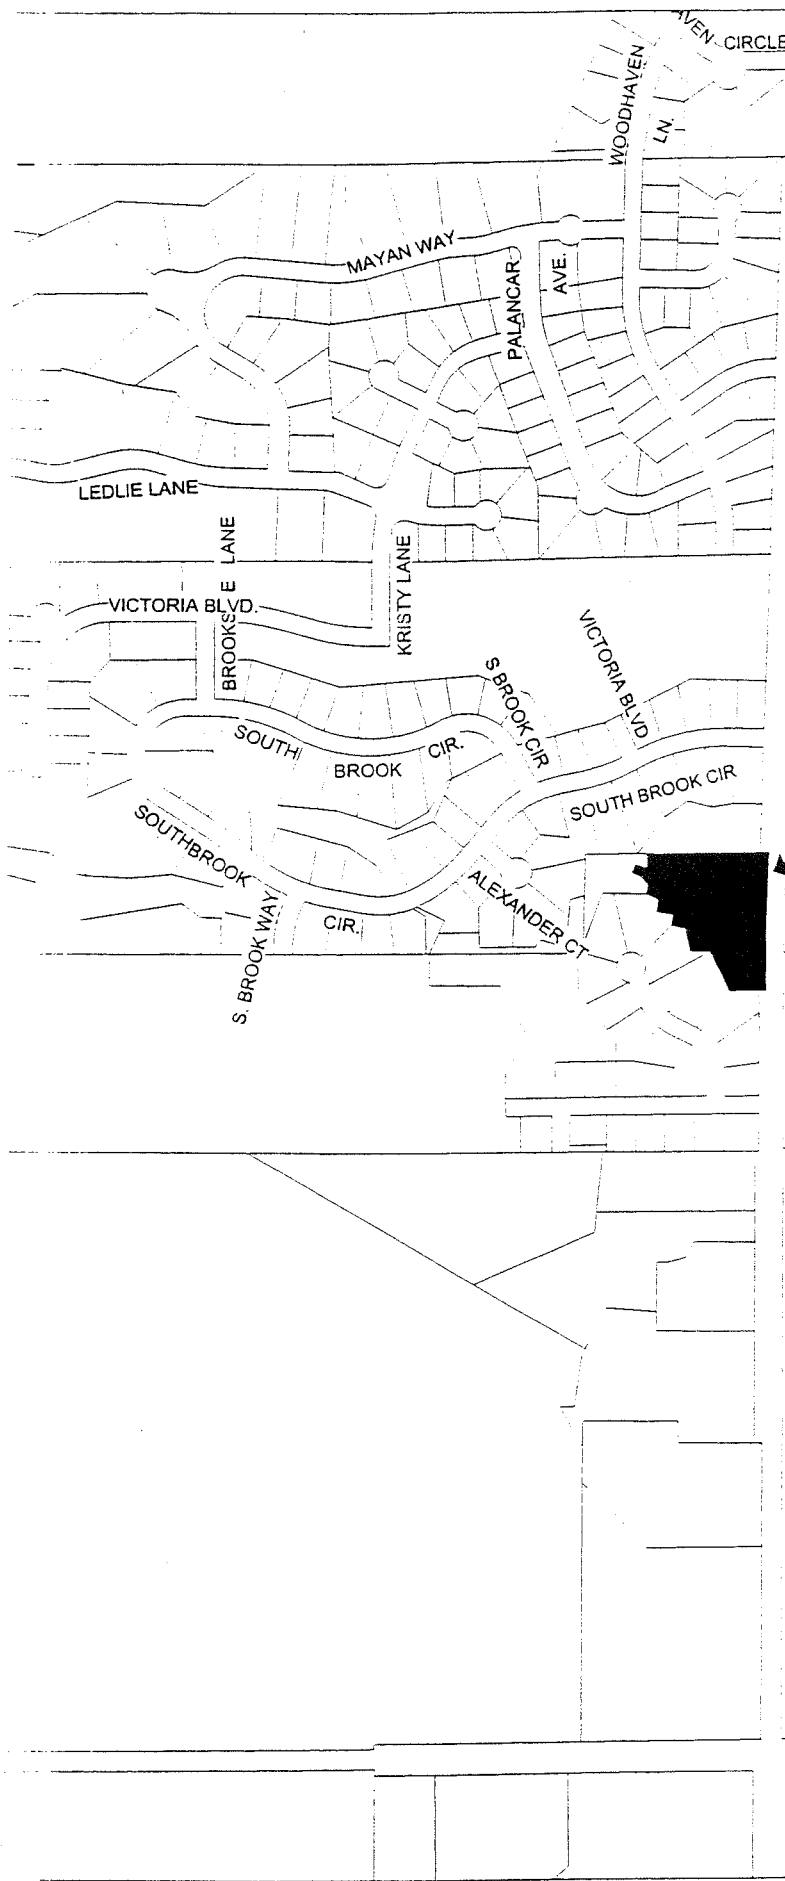 CIRCLE
WOODHAVEN
LN.
MAYAN WAY
PALANCAR
AVE.
LEDLIE LANE
LANE
KRISTY LANE
VICTORIA BLVD.
VICTORIA BLVD
S BROOK CIR
SOUTH
BROOK
CIR.
SOUTH BROOK CIR
SOUTHBROOK
CIR.
ALEXANDER CT
S. BROOK WAY